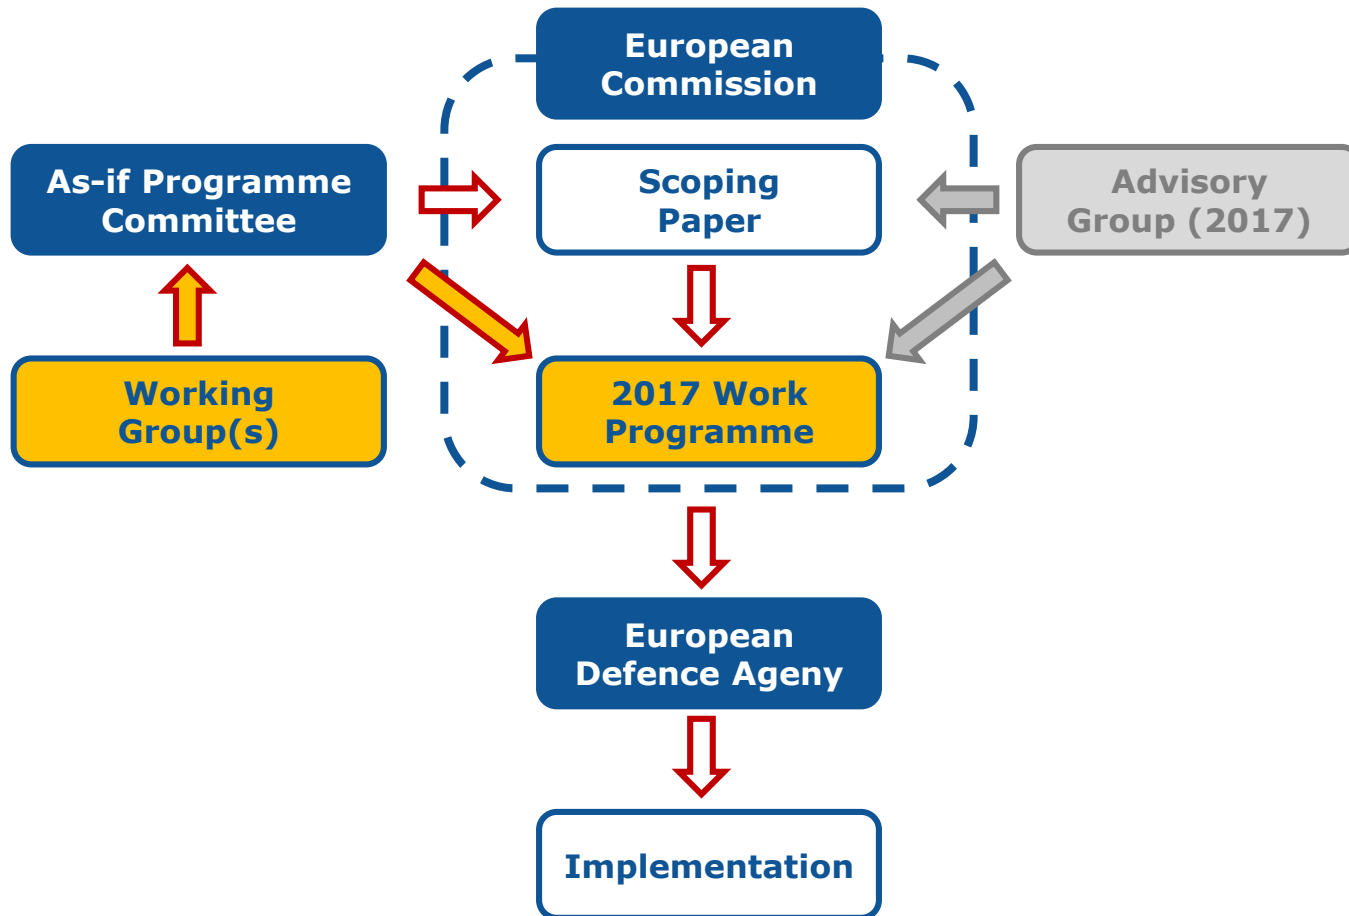 European
Commission
As-if Programme
Committee
Scoping
Paper
Advisory
Group (2017)
Working
Group(s)
2017 Work
Programme
European
Defence Ageny
Implementation